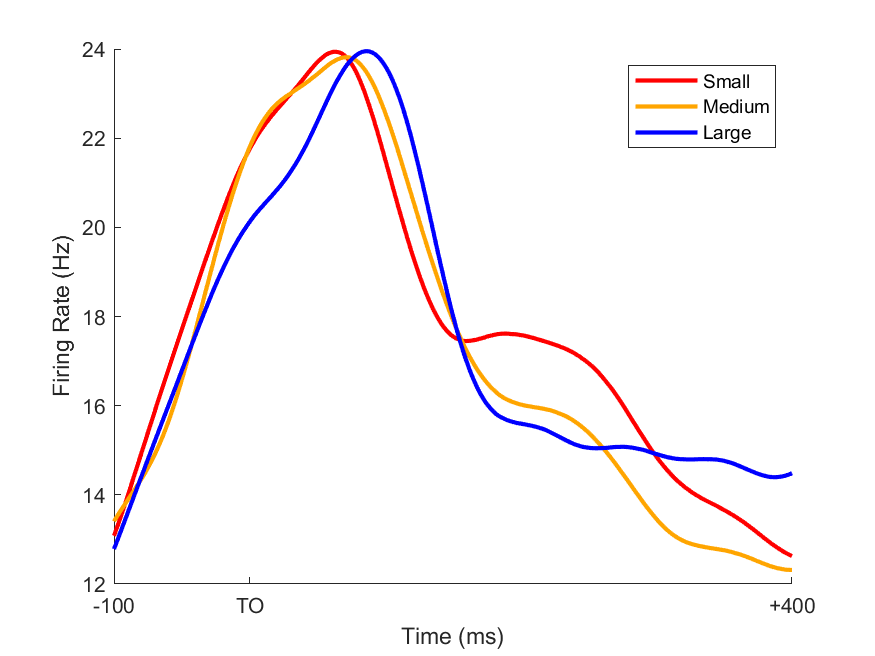 24
22
20
18
16
14
12
Firing Rate (Hz)
Small
Medium
Large
-100
TO
+400
Time (ms)